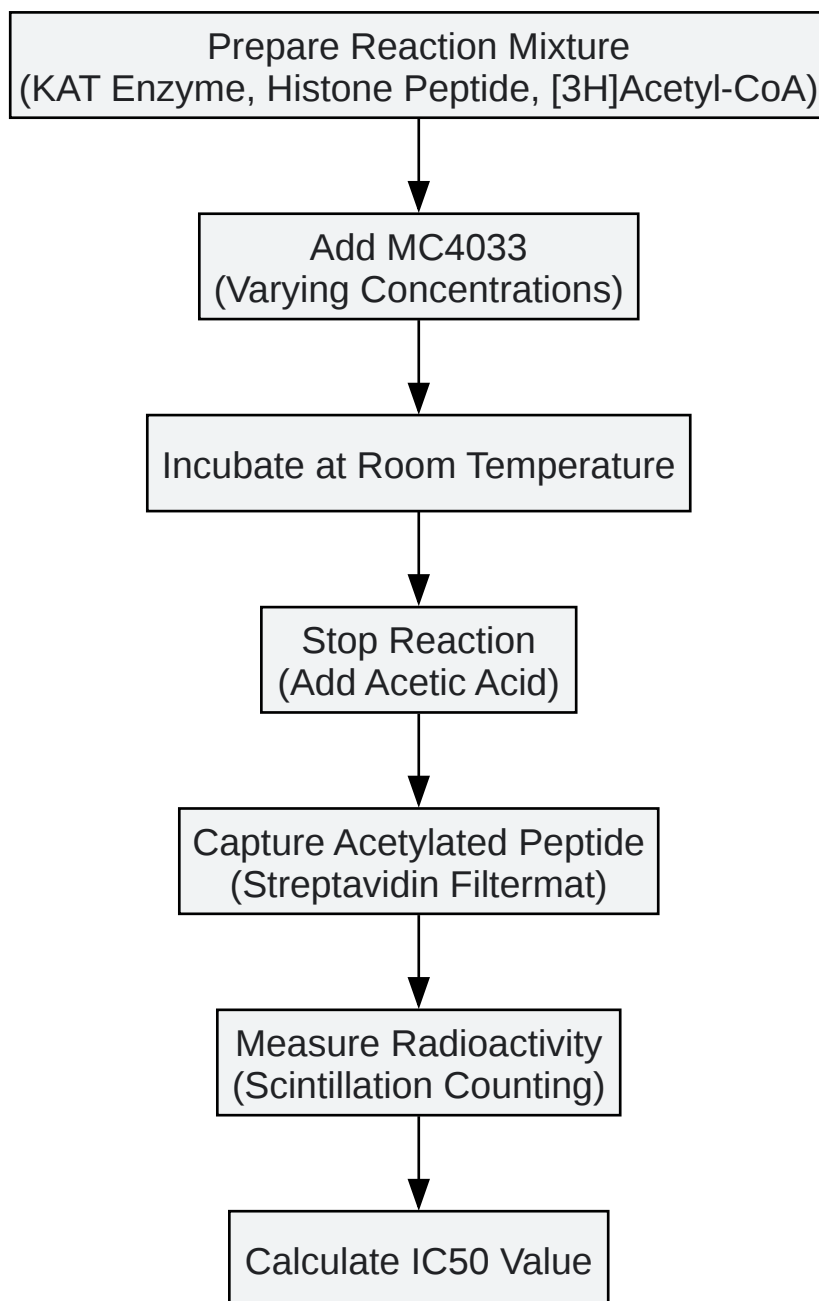 Prepare Reaction Mixture
(KAT Enzyme, Histone Peptide, [3H]Acetyl-CoA)
Add MC4033
(Varying Concentrations)
Incubate at Room Temperature
Stop Reaction
(Add Acetic Acid)
Capture Acetylated Peptide
(Streptavidin Filtermat)
Measure Radioactivity
(Scintillation Counting)
Calculate IC50 Value